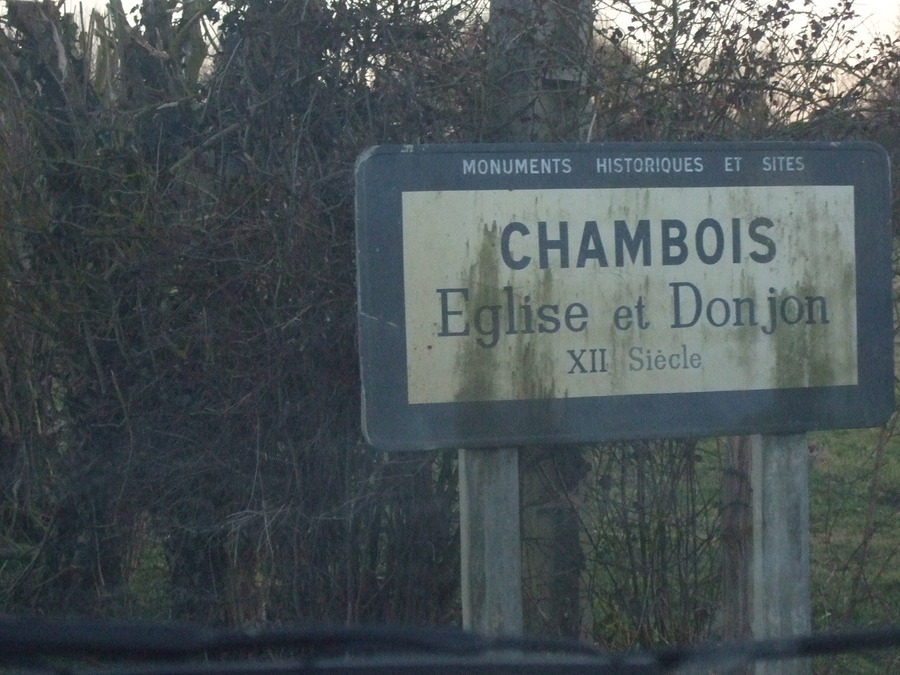 MONUMENTS HISTORIQUES ET SITES
CHAMBOIS
Eglise et Donjon
XII Siècle